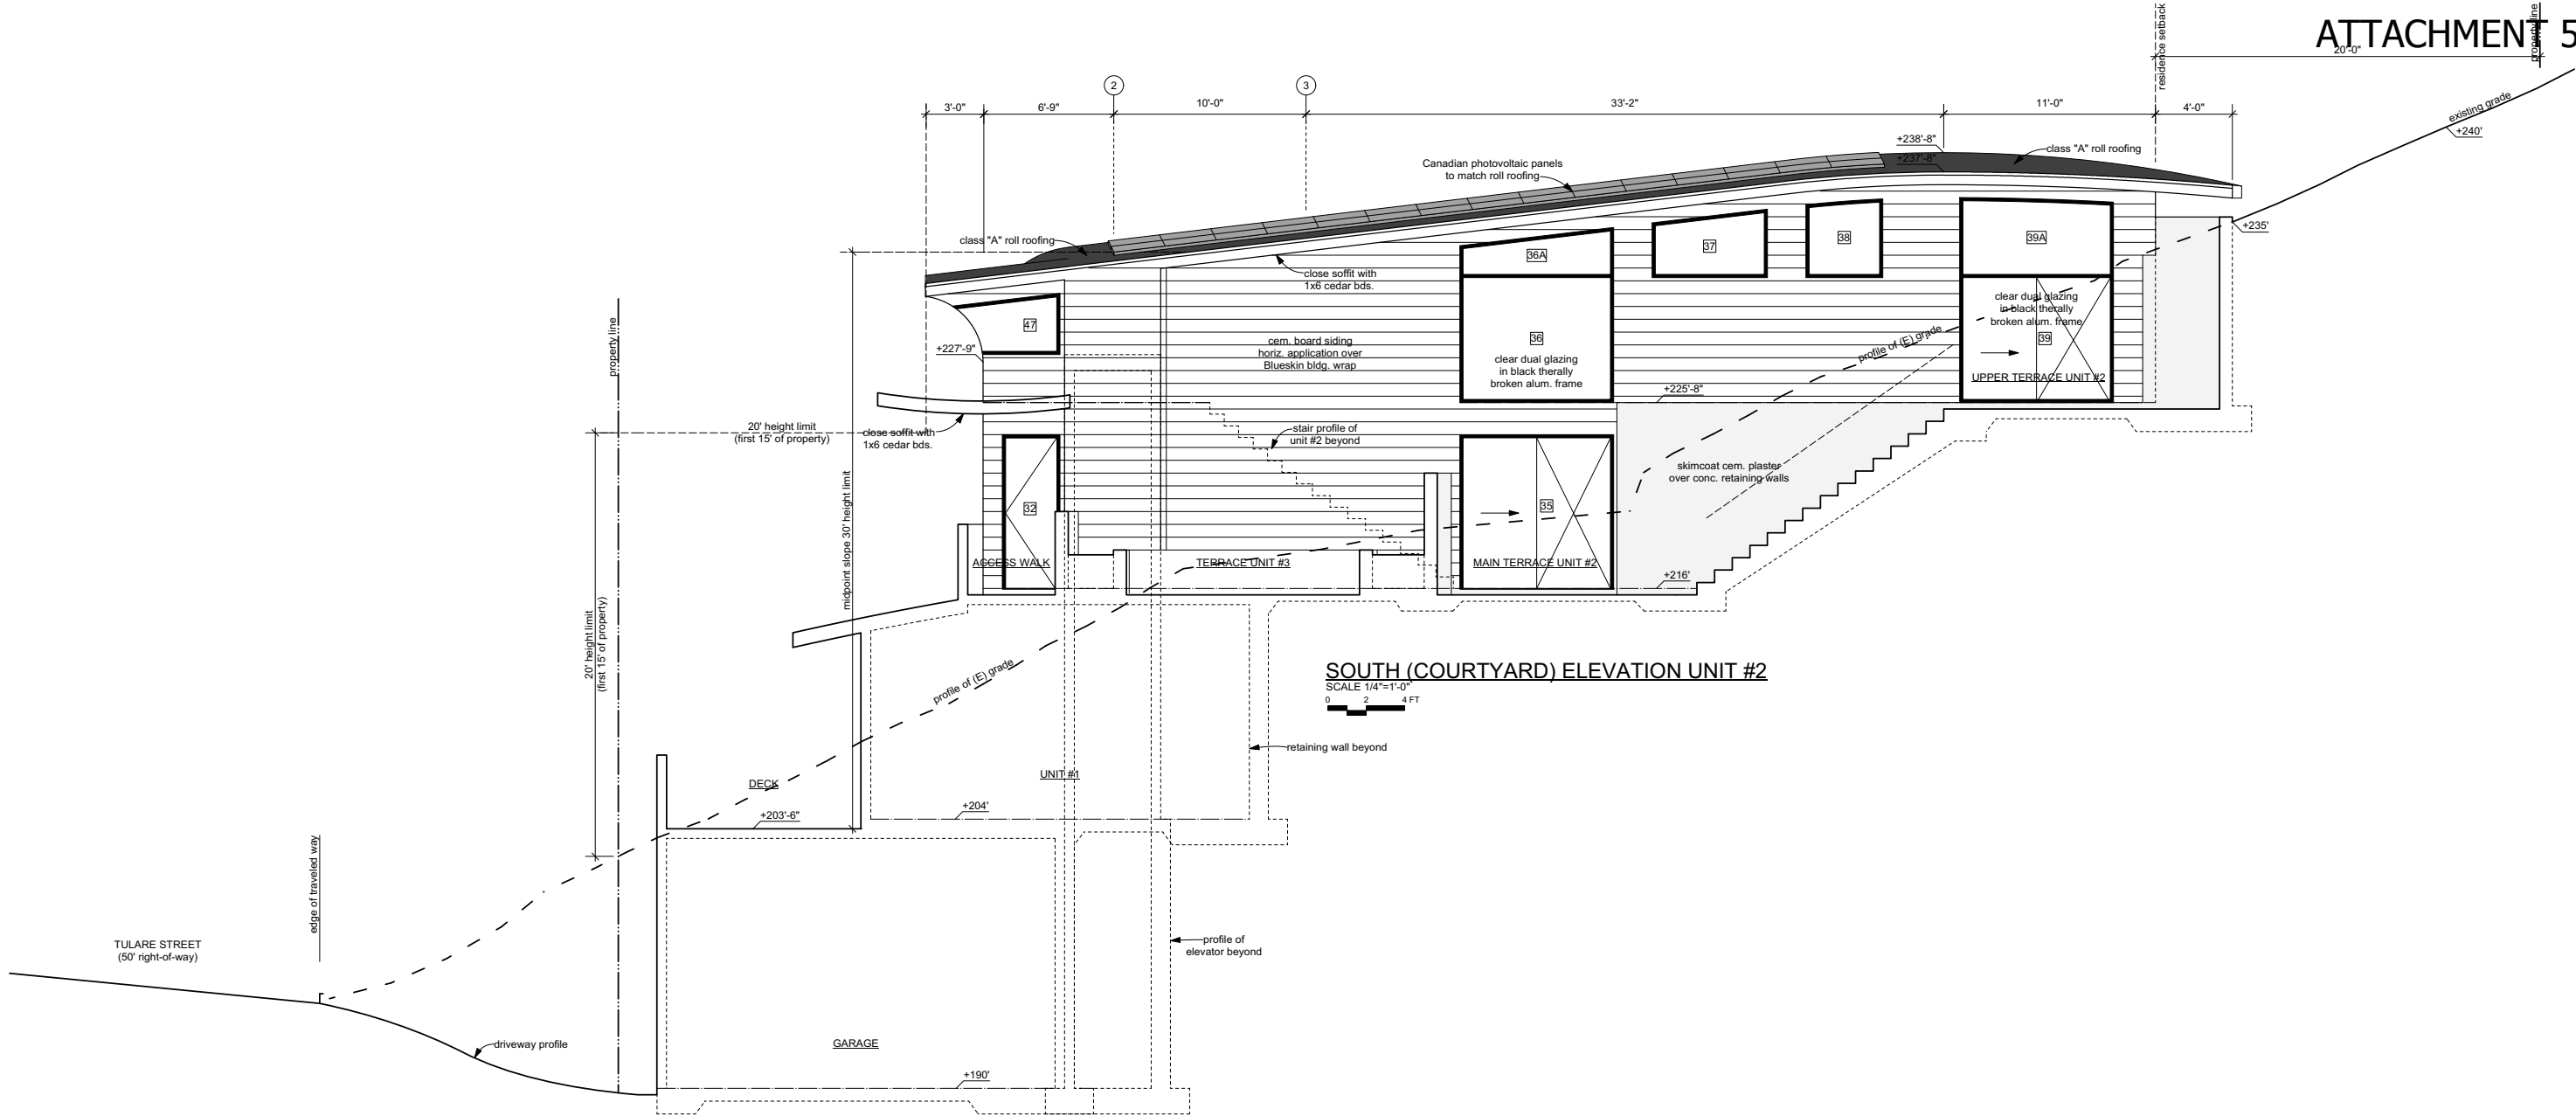 ATTACHMENT 5
residence setback
property line
20'-0"
2
3
3'-0"
6'-9"
10'-0"
33'-2"
11'-0"
4'-0"
existing grade
+240'
+238'-8"
+237'-8"
class "A" roll roofing
Canadian photovoltaic panels
to match roll roofing
class "A" roll roofing
+235'
36A
37
38
39A
close soffit with
1x6 cedar bds.
clear dual glazing
in black therally
broken alum. frame
47
property line
+227'-9"
cem. board siding
horiz. application over
Blueskin bldg. wrap
36
clear dual glazing
in black therally
broken alum. frame
profile of (E) grade
39
UPPER TERRACE UNIT #2
+225'-8"
20' height limit
(first 15' of property)
close soffit with
1x6 cedar bds.
stair profile of
unit #2 beyond
skimcoat cem. plaster
over conc. retaining walls
midpoint slope 30' height limit
32
35
ACCESS WALK
TERRACE UNIT #3
MAIN TERRACE UNIT #2
+216'
20' height limit
(first 15' of property)
profile of (E) grade
SOUTH (COURTYARD) ELEVATION UNIT #2
SCALE 1/4"=1'-0"
0 2 4 FT
retaining wall beyond
DECK
UNIT #1
+203'-6"
+204'
edge of traveled way
TULARE STREET
(50' right-of-way)
profile of
elevator beyond
driveway profile
GARAGE
+190'